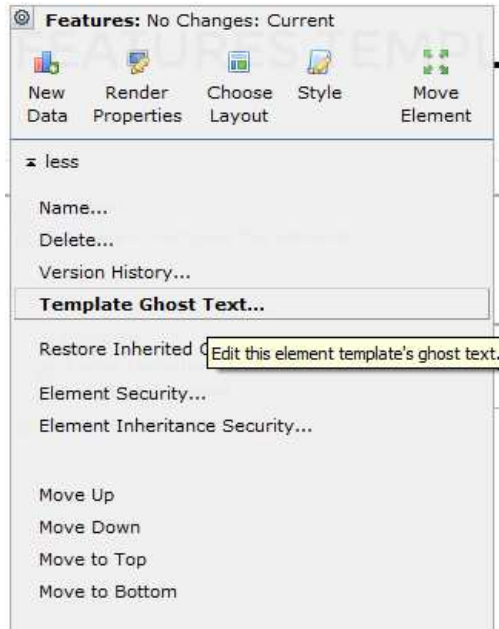 Features: No Changes: Current
FEATURES TEMPL
New Data
Render Properties
Choose Layout
Style
Move Element
less
Name...
Delete...
Version History...
Template Ghost Text...
Restore Inherited
Edit this element template's ghost text.
Element Security...
Element Inheritance Security...
Move Up
Move Down
Move to Top
Move to Bottom